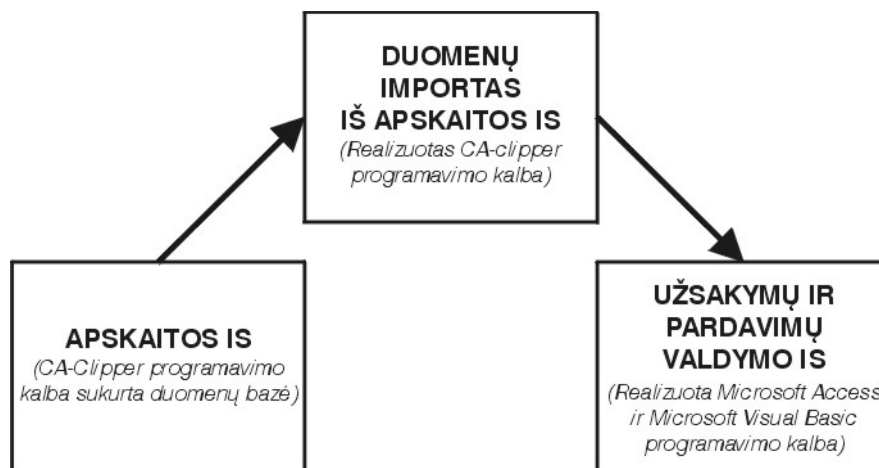 DUOMENŲ
IMPORTAS
IŠ APSKAITOS IS
(Realizuotas CA-clipper
programavimo kalba)
APSKAITOS IS
(CA-Clipper programavimo
kalba sukurta duomenų bazė)
UŽSAKYMŲ IR
PARDAVIMŲ
VALDYMO IS
(Realizuota Microsoft Access
ir Microsoft Visual Basic
programavimo kalba)